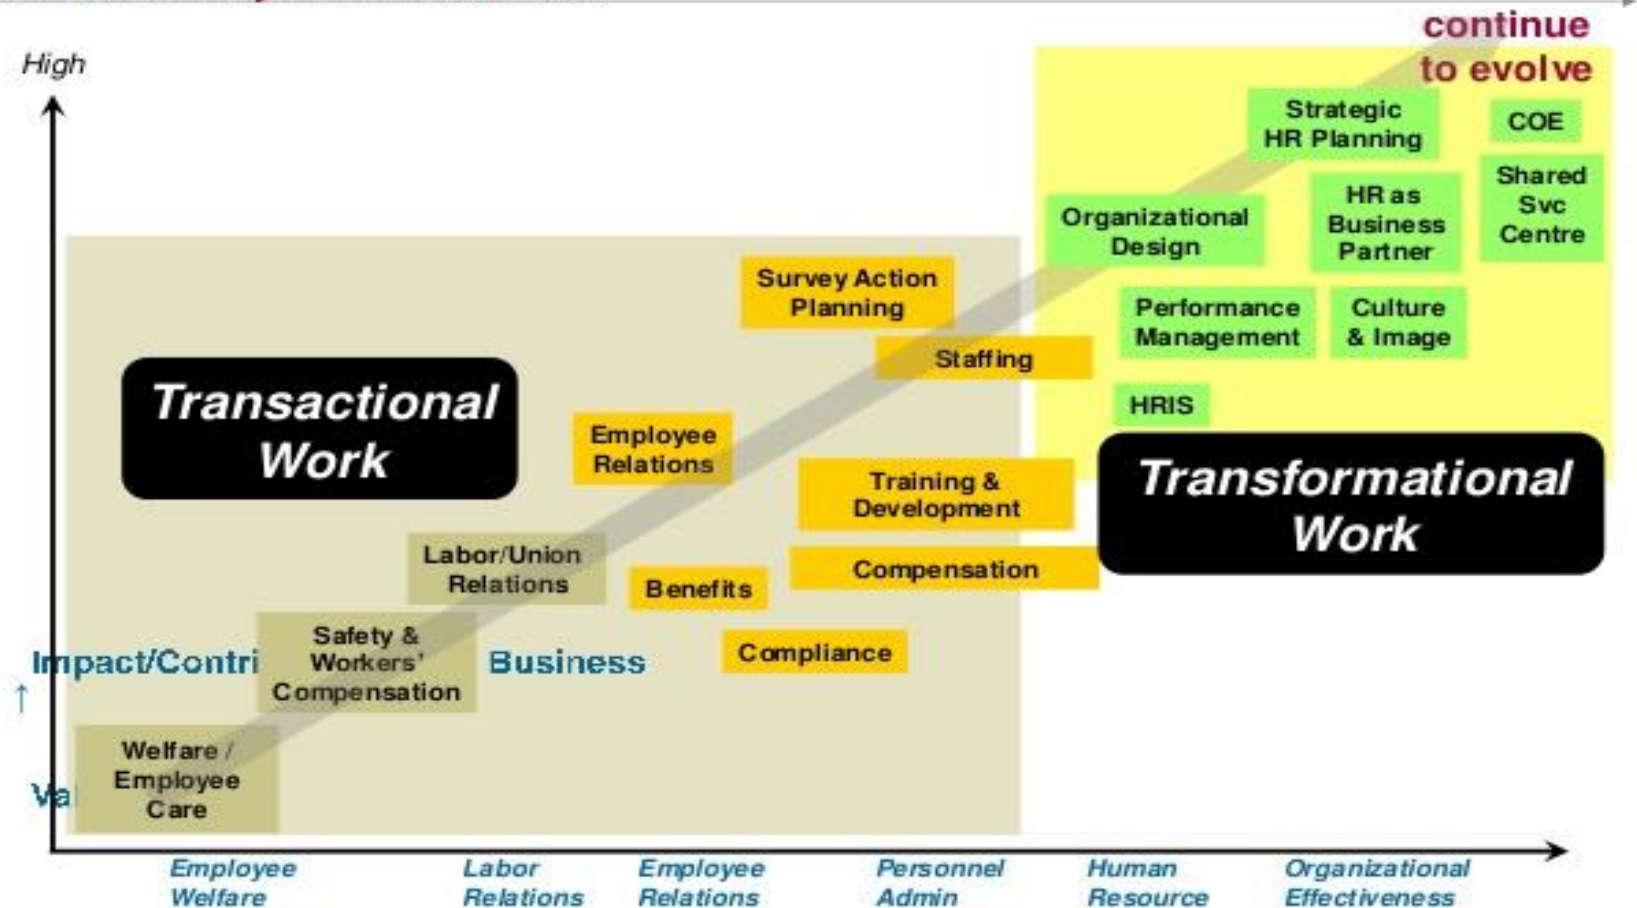 continue
to evolve
High
Strategic
HR Planning
COE
Shared
Svc
Centre
HR as
Business
Partner
Organizational
Design
Survey Action
Planning
Performance
Management
Culture
& Image
Staffing
HRIS
Transactional
Work
Employee
Relations
Training &
Development
Transformational
Work
Labor/Union
Relations
Benefits
Compensation
Safety &
Workers'
Compensation
Impact/Contri
Business
Compliance
↑
Welfare /
Employee
Care
Va
Employee
Welfare
Labor
Relations
Employee
Relations
Personnel
Admin
Human
Resource
Organizational
Effectiveness